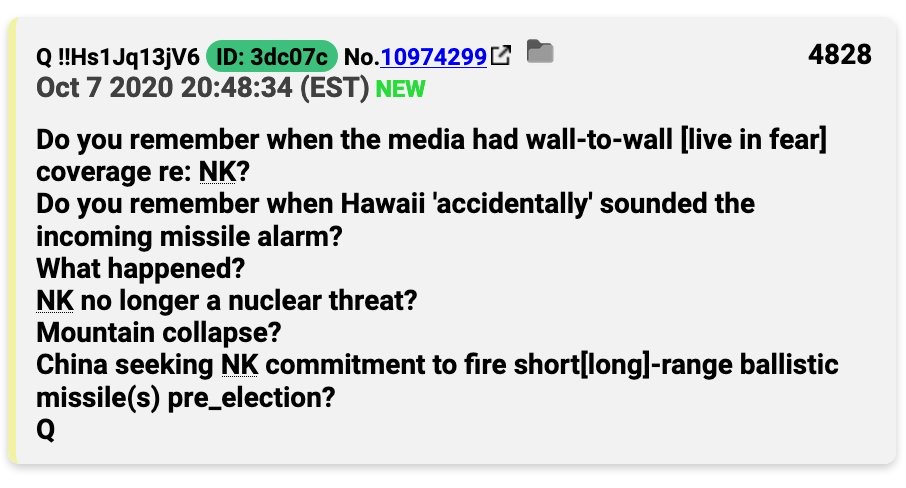 Q !!Hs1Jq13jV6 ID: 3dc07c No.10974299 4828
Oct 7 2020 20:48:34 (EST) NEW
Do you remember when the media had wall-to-wall [live in fear]
coverage re: NK?
Do you remember when Hawaii 'accidentally' sounded the
incoming missile alarm?
What happened?
NK no longer a nuclear threat?
Mountain collapse?
China seeking NK commitment to fire short[long]-range ballistic
missile(s) pre_election?
Q